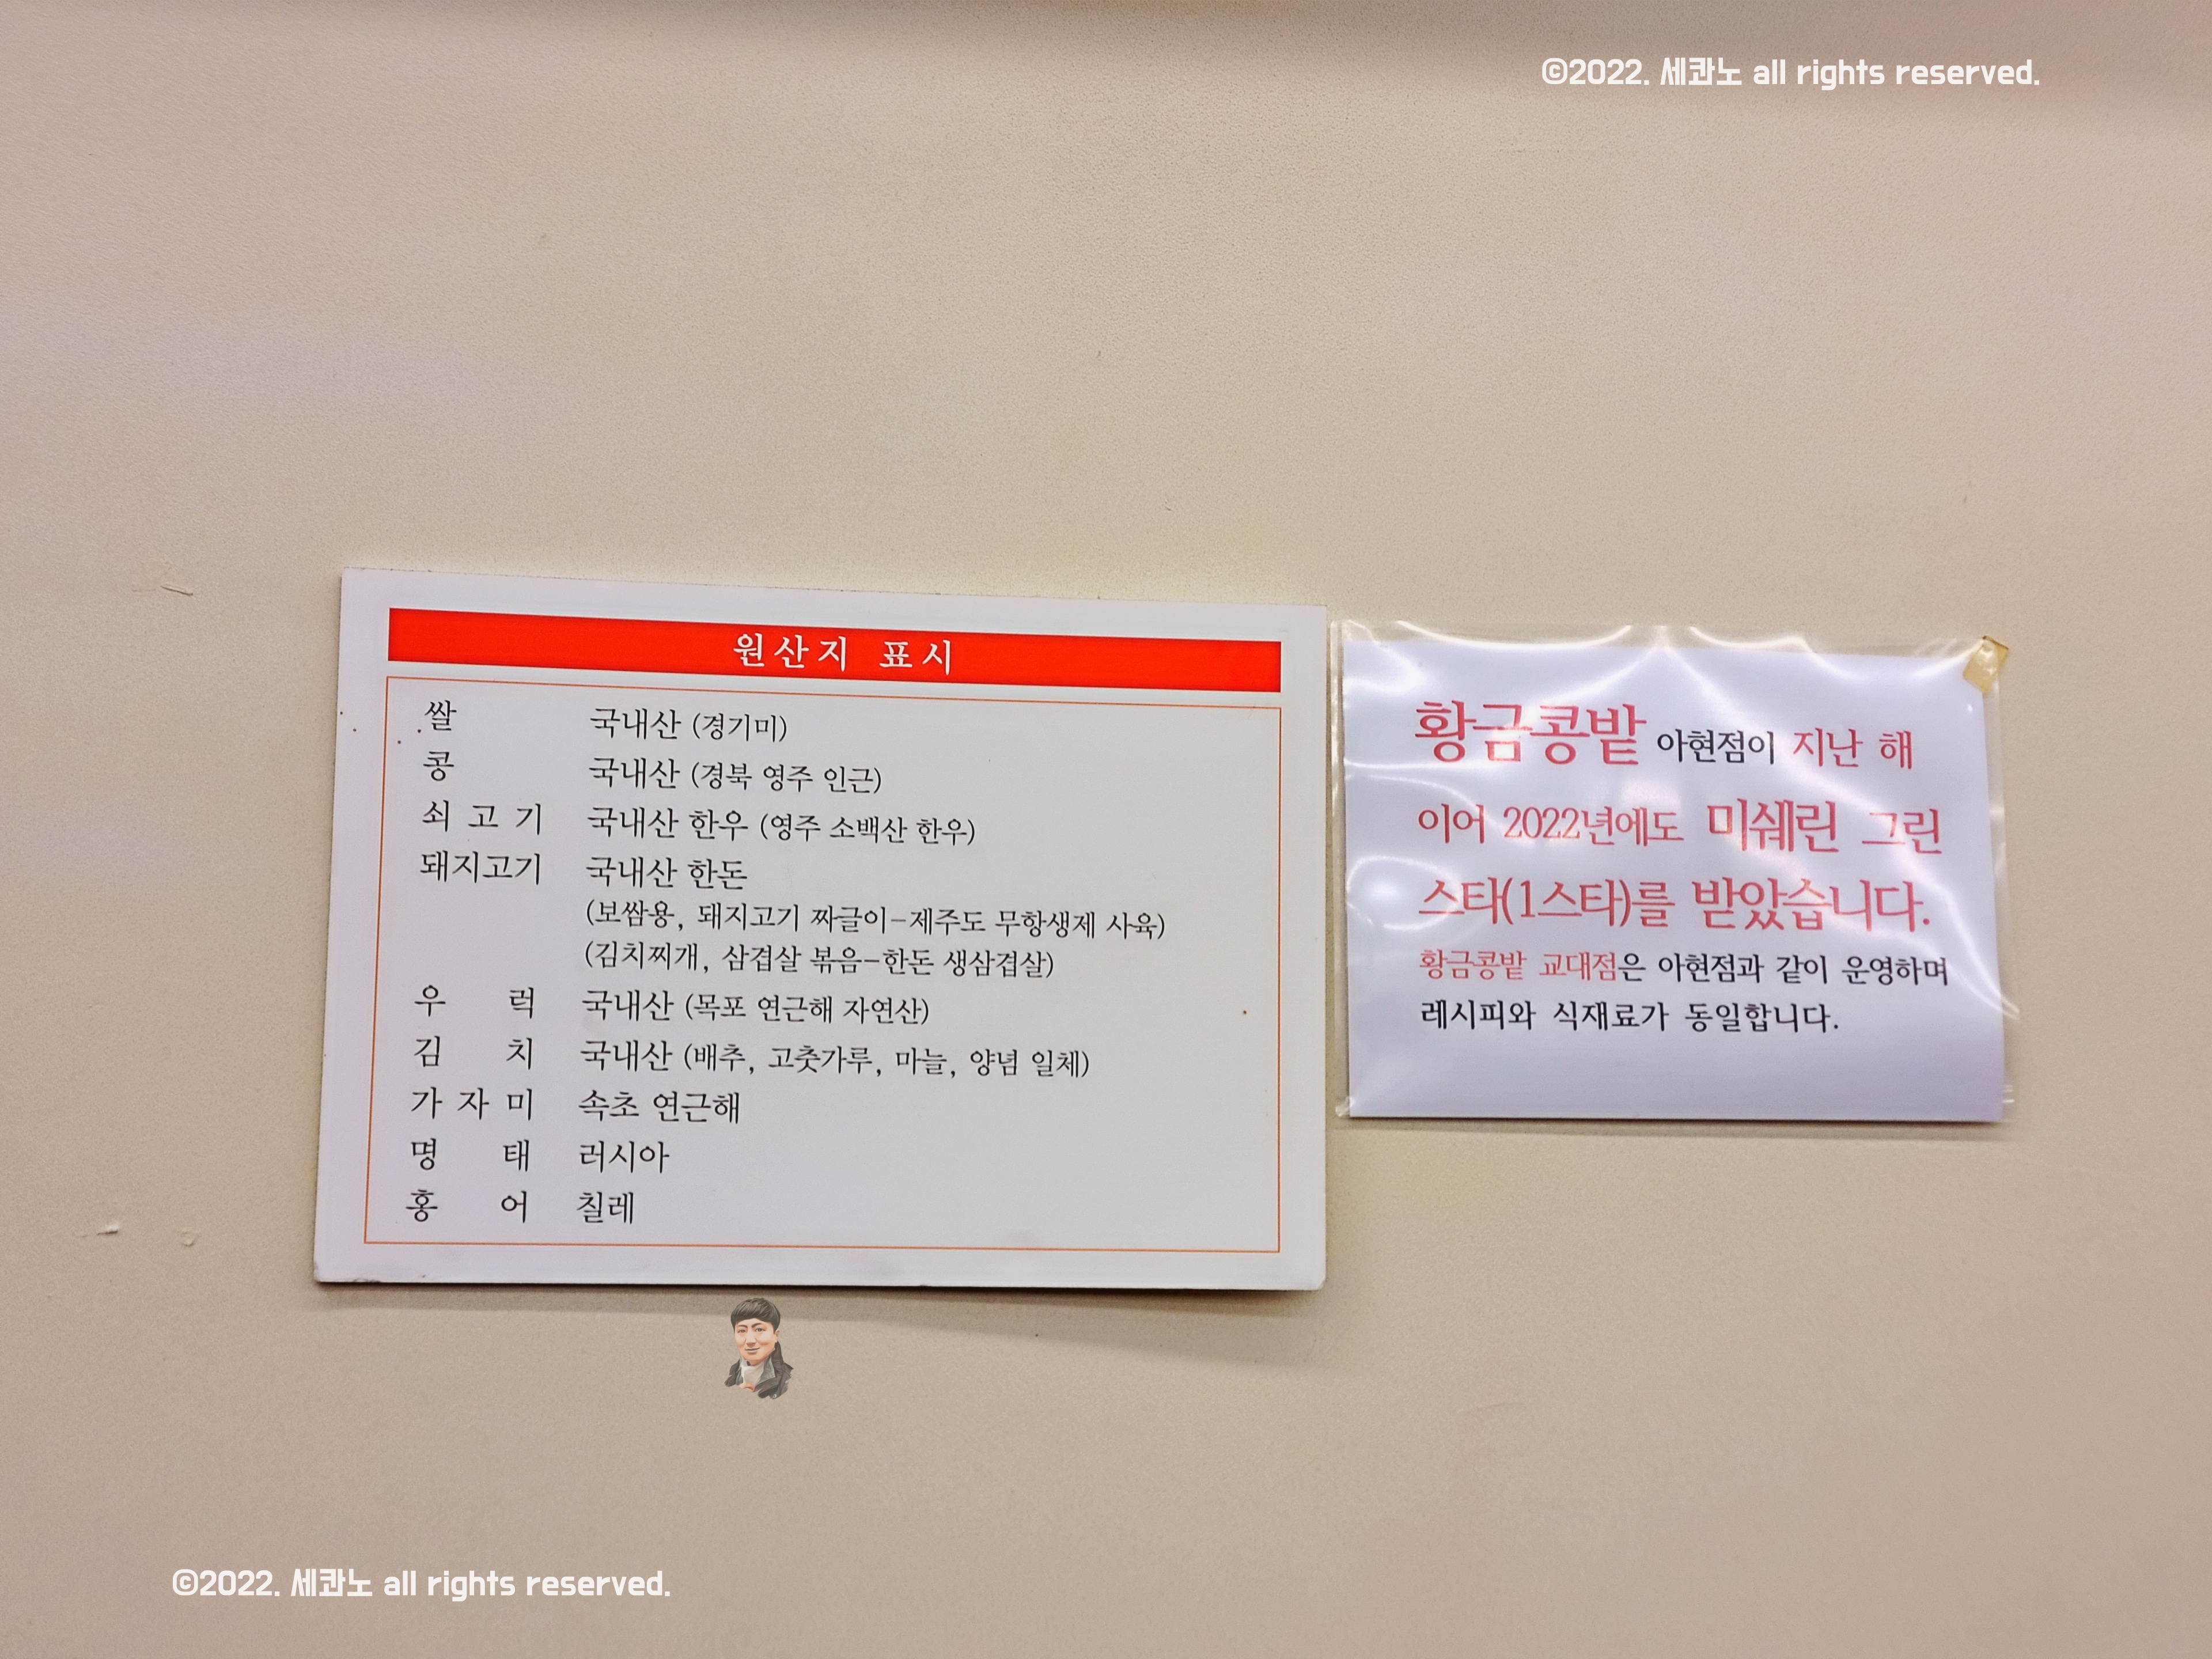 ©2022. 세콴노 all rights reserved.
원산지 표시
쌀 국내산 (경기미)
콩 국내산 (경북 영주 인근)
쇠고기 국내산 한우 (영주 소백산 한우)
돼지고기 국내산 한돈
(보쌈용, 돼지고기 짜글이-제주도 무항생제 사육)
(김치찌개, 삼겹살 볶음-한돈 생삼겹살)
우럭 국내산 (목포 연근해 자연산)
김치 국내산 (배추, 고춧가루, 마늘, 양념 일체)
가자미 속초 연근해
명태 러시아
홍어 칠레
황금콩밭 아현점이 지난 해
이어 2022년에도 미쉐린 그린
스타(1스타)를 받았습니다.
황금콩밭 교대점은 아현점과 같이 운영하며
레시피와 식재료가 동일합니다.
©2022. 세콴노 all rights reserved.